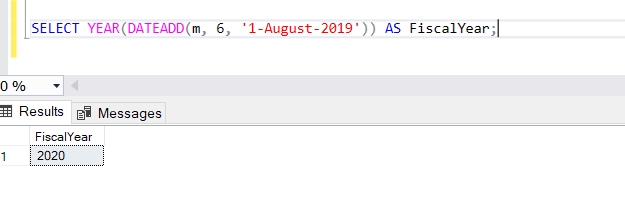 SELECT YEAR(DATEADD(m, 6, '1-August-2019')) AS FiscalYear;
0 %
Results Messages
FiscalYear
1 2020